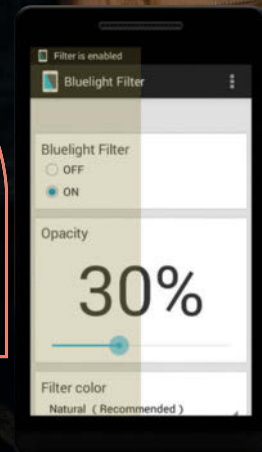 Filter is enabled
Bluelight Filter
Bluelight Filter
OFF
ON
Opacity
30%
Filter color
Natural ( Recommended )